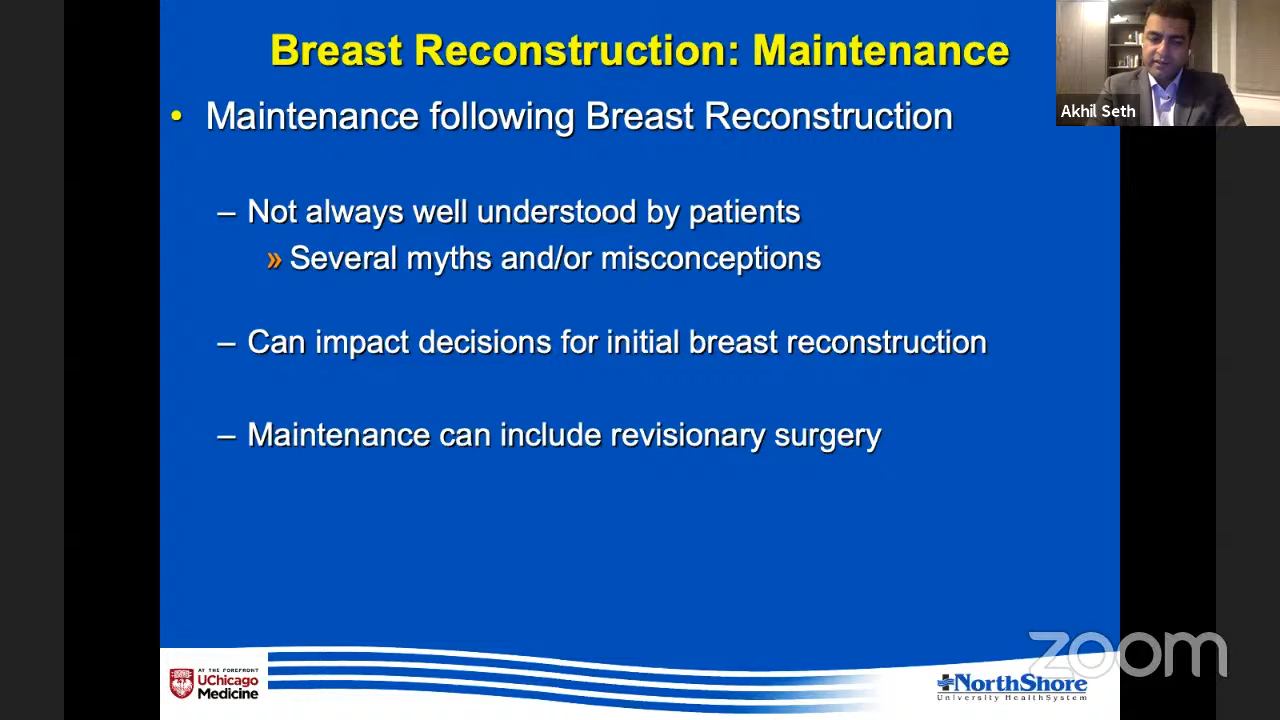 Breast Reconstruction: Maintenance
Akhil Seth
• Maintenance following Breast Reconstruction
– Not always well understood by patients
» Several myths and/or misconceptions
– Can impact decisions for initial breast reconstruction
– Maintenance can include revisionary surgery
zoom
AT THE FOREFRONT
UChicago
Medicine
NorthShore
University HealthSystem